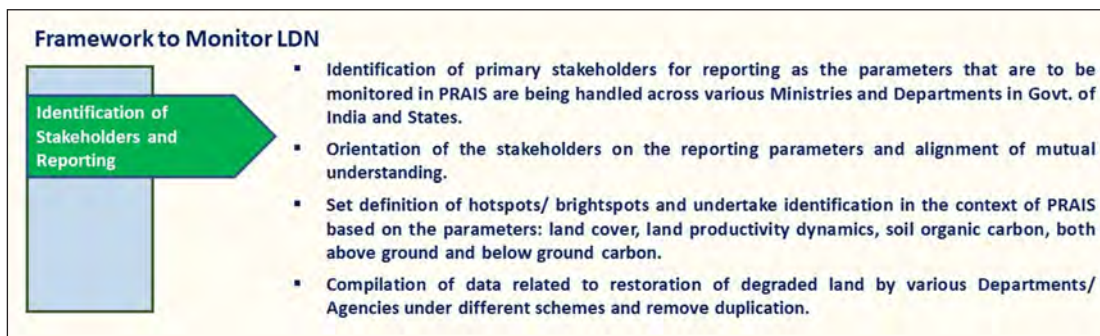 Framework to Monitor LDN
Identification of
Stakeholders and
Reporting
▪ Identification of primary stakeholders for reporting as the parameters that are to be
monitored in PRAIS are being handled across various Ministries and Departments in Govt. of
India and States.
▪ Orientation of the stakeholders on the reporting parameters and alignment of mutual
understanding.
▪ Set definition of hotspots/ brightspots and undertake identification in the context of PRAIS
based on the parameters: land cover, land productivity dynamics, soil organic carbon, both
above ground and below ground carbon.
▪ Compilation of data related to restoration of degraded land by various Departments/
Agencies under different schemes and remove duplication.